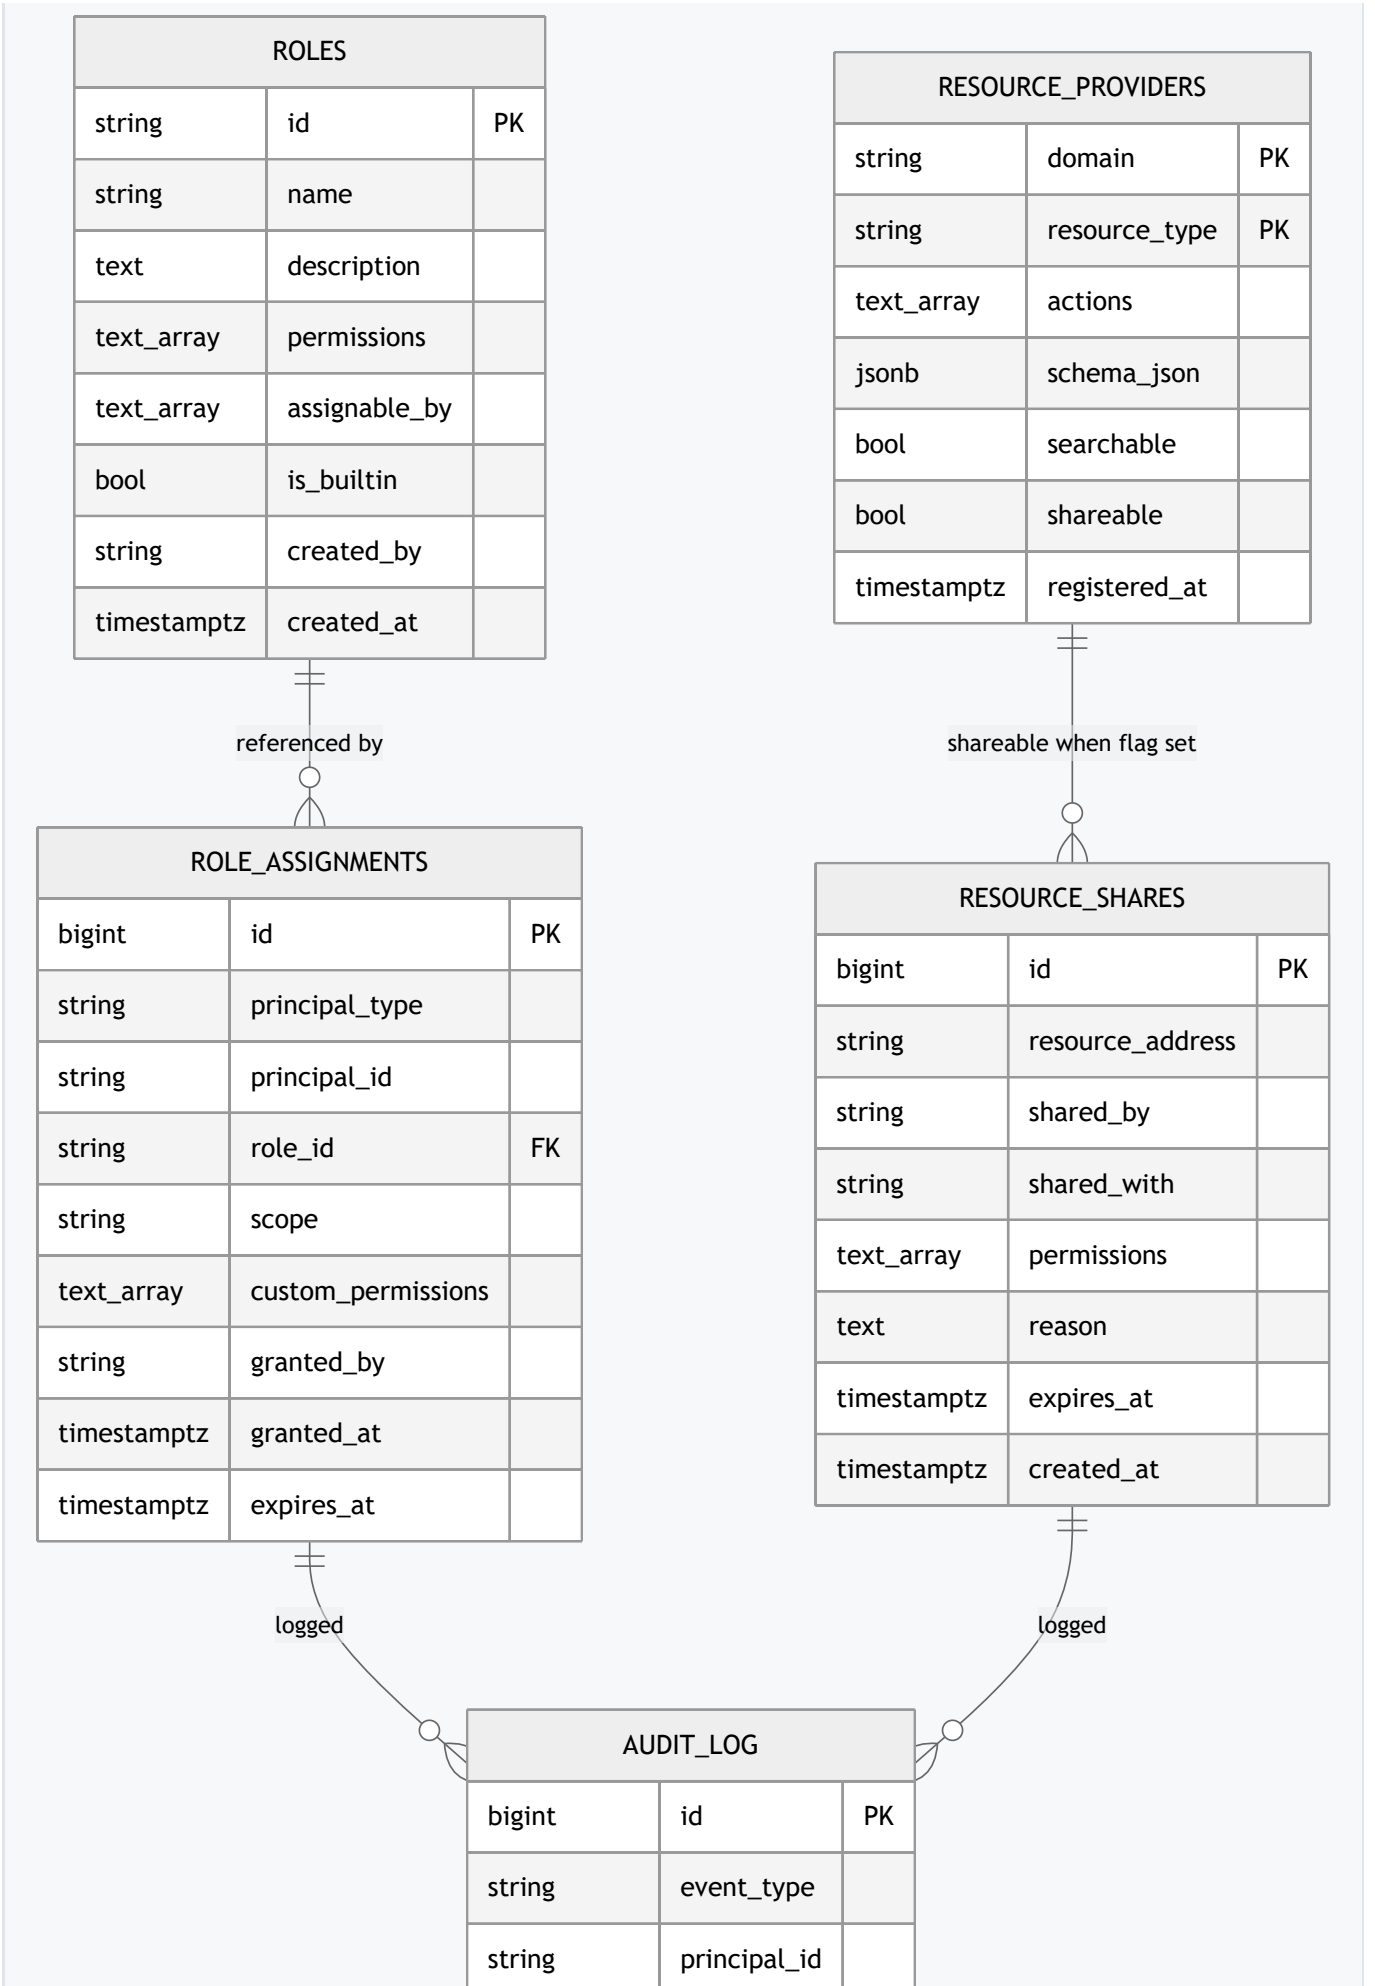 ROLES
string id PK
string name
text description
text_array permissions
text_array assignable_by
bool is_builtin
string created_by
timestamptz created_at
RESOURCE_PROVIDERS
string domain PK
string resource_type PK
text_array actions
jsonb schema_json
bool searchable
bool shareable
timestamptz registered_at
referenced by
shareable when flag set
ROLE_ASSIGNMENTS
bigint id PK
string principal_type
string principal_id
string role_id FK
string scope
text_array custom_permissions
string granted_by
timestamptz granted_at
timestamptz expires_at
RESOURCE_SHARES
bigint id PK
string resource_address
string shared_by
string shared_with
text_array permissions
text reason
timestamptz expires_at
timestamptz created_at
logged
logged
AUDIT_LOG
bigint id PK
string event_type
string principal_id